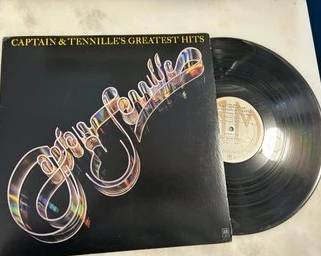 CAPTAIN & TENNILLE'S GREATEST HITS
Captain &
Tennille
A&M